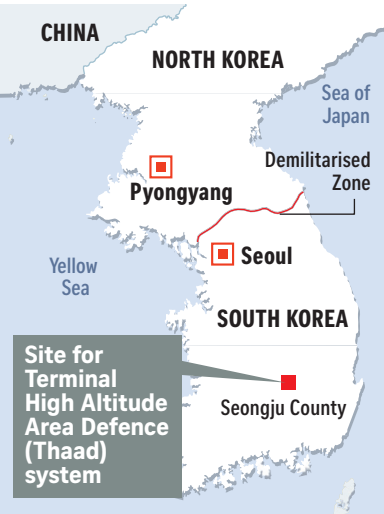 CHINA
NORTH KOREA
Sea of
Japan
Demilitarised
Zone
Pyongyang
Seoul
Yellow
Sea
SOUTH KOREA
Site for
Terminal
High Altitude
Area Defence
(Thaad)
system
Seongju County